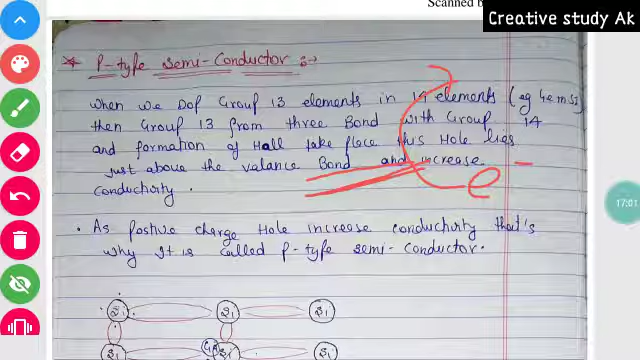 Scanned by
Creative study Ak
P-type Semi-Conductor :-
When we Dop Group 13 elements in 14 elements (eg Ge m SI
then Group 13 from three Bond with Group 14
and formation of Hall take place this Hole lies
just above the valance Bond and increase
conductivity.
17:01
• As postive charge Hole increase conductivity that's
why It is called P-type semi-conductor.
Si Si Si
Si Ga Si Si